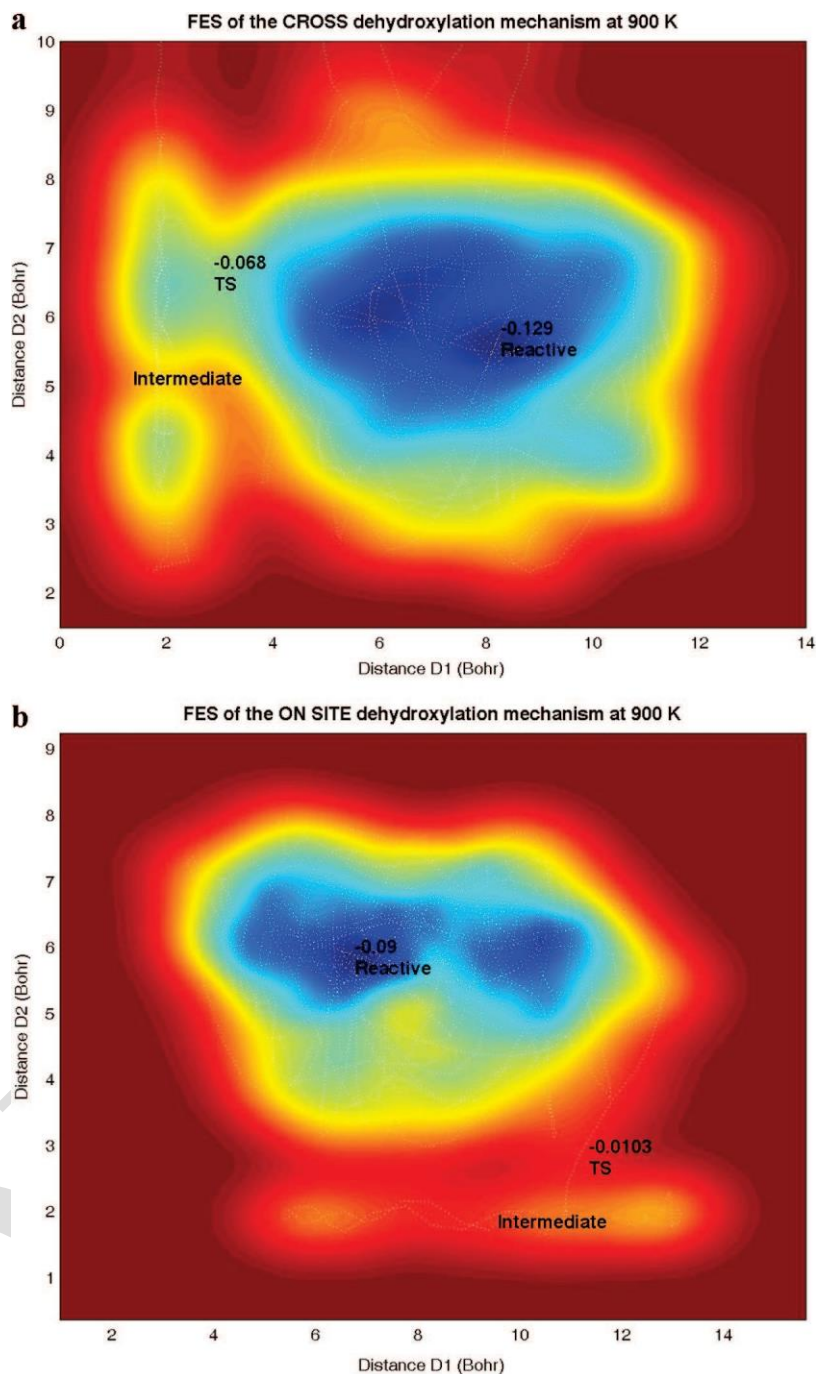 a
FES of the CROSS dehydroxylation mechanism at 900 K
10
9
8
7
6
5
4
3
2
Distance D2 (Bohr)
-0.068
TS
-0.129
Reactive
Intermediate
0 2 4 6 8 10 12 14
Distance D1 (Bohr)
b
FES of the ON SITE dehydroxylation mechanism at 900 K
9
8
7
6
5
4
3
2
1
Distance D2 (Bohr)
-0.09
Reactive
-0.0103
TS
Intermediate
2 4 6 8 10 12 14
Distance D1 (Bohr)